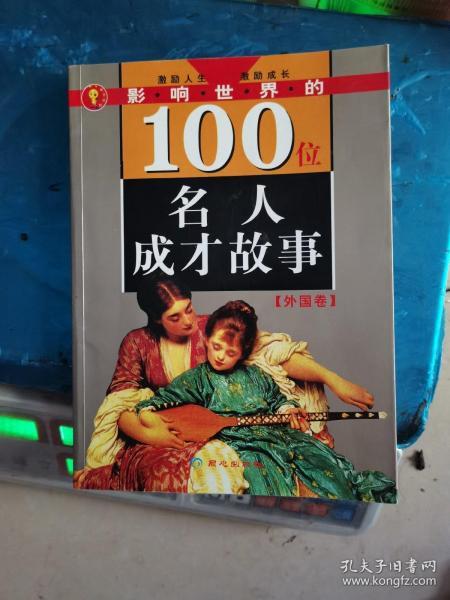 激励人生 激励成长
影·响·世·界·的
100位
名人
成才故事
【外国卷】
孔夫子旧书网
www.kongfz.com